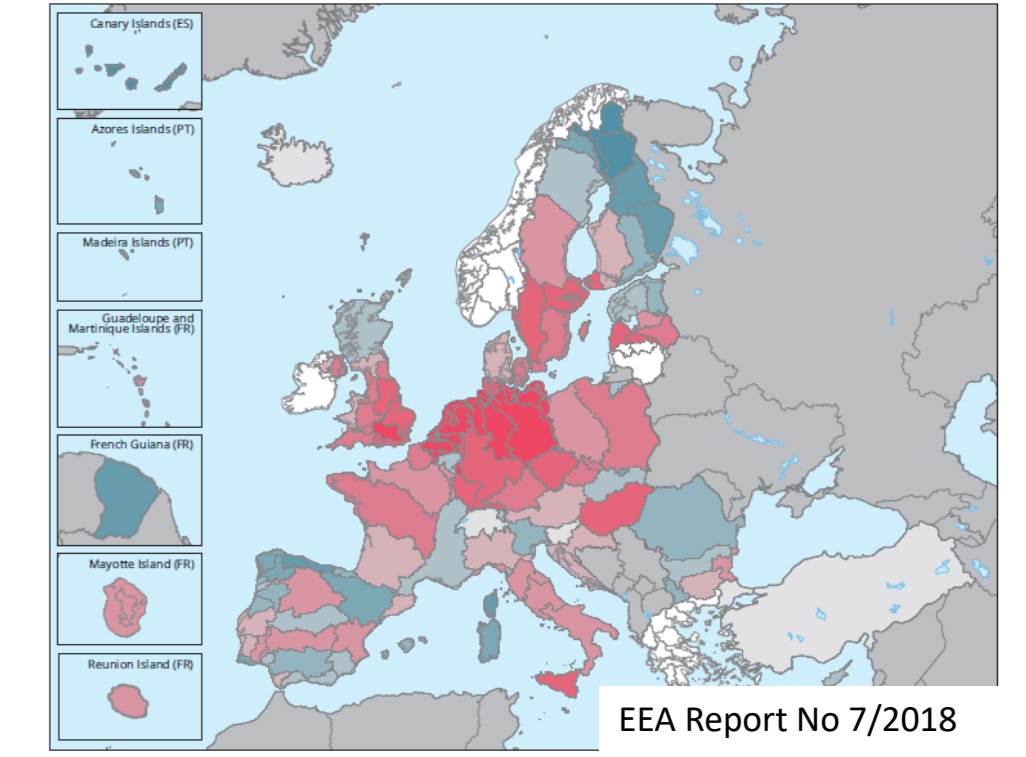 Canary Islands (ES)
Azores Islands (PT)
Madeira Islands (PT)
Guadeloupe and
Martinique Islands (FR)
French Guiana (FR)
Mayotte Island (FR)
Reunion Island (FR)
EEA Report No 7/2018